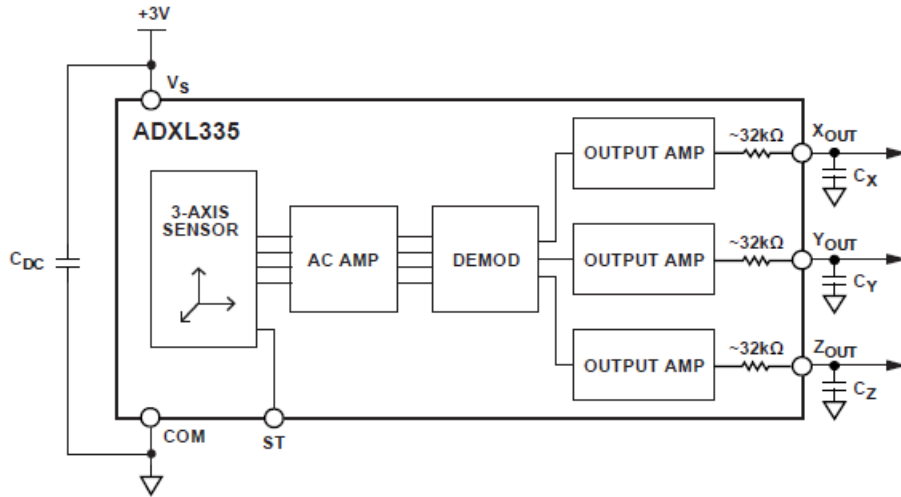 +3V
VS
ADXL335
3-AXIS
SENSOR
AC AMP
DEMOD
OUTPUT AMP
~32kΩ
XOUT
CX
OUTPUT AMP
~32kΩ
YOUT
CY
OUTPUT AMP
~32kΩ
ZOUT
CZ
CDC
COM
ST